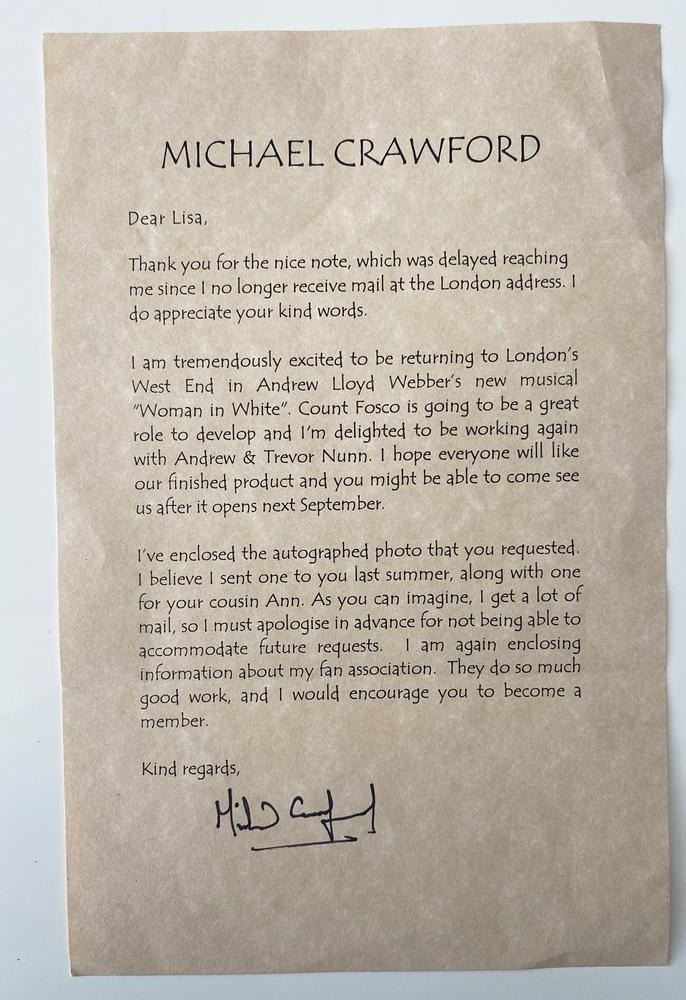 MICHAEL CRAWFORD
Dear Lisa,
Thank you for the nice note, which was delayed reaching
me since I no longer receive mail at the London address. I
do appreciate your kind words.
I am tremendously excited to be returning to London's
West End in Andrew Lloyd Webber's new musical
"Woman in White". Count Fosco is going to be a great
role to develop and I'm delighted to be working again
with Andrew & Trevor Nunn. I hope everyone will like
our finished product and you might be able to come see
us after it opens next September.
I've enclosed the autographed photo that you requested.
I believe I sent one to you last summer, along with one
for your cousin Ann. As you can imagine, I get a lot of
mail, so I must apologise in advance for not being able to
accommodate future requests. I am again enclosing
information about my fan association. They do so much
good work, and I would encourage you to become a
member.
Kind regards,
Michael Crawford